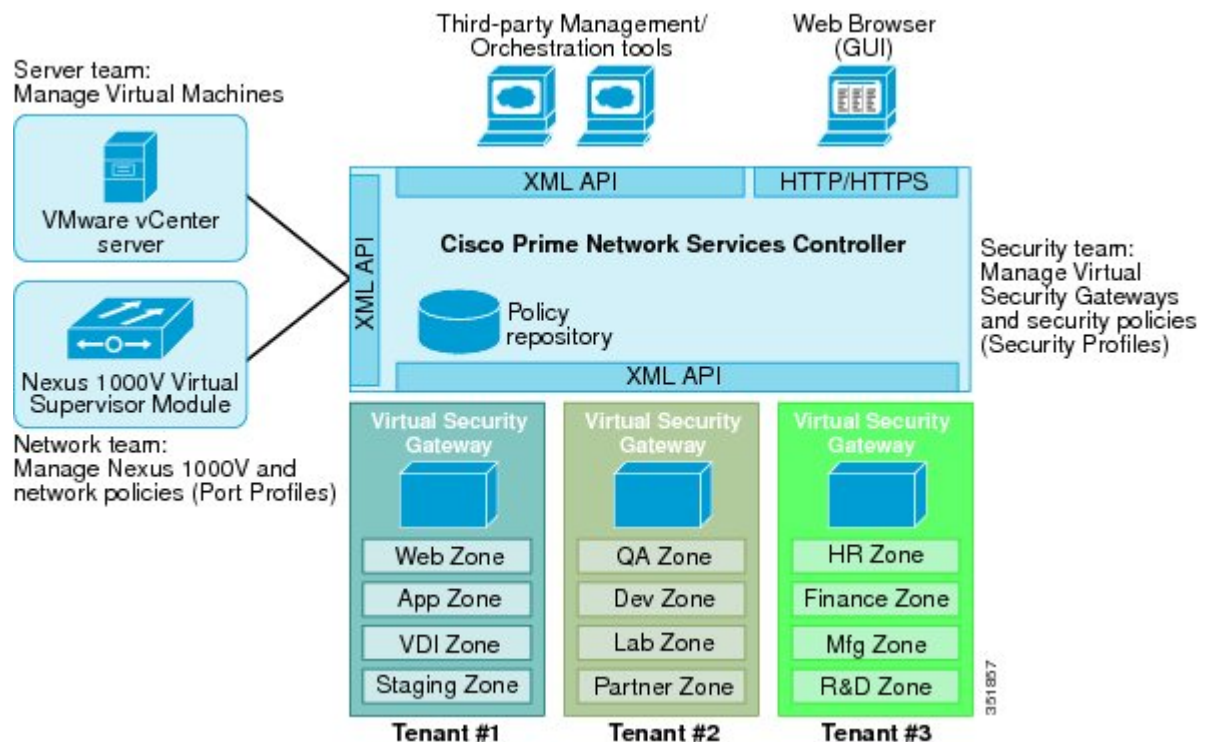 Third-party Management/
Orchestration tools
Web Browser
(GUI)
Server team:
Manage Virtual Machines
VMware vCenter
server
Nexus 1000V Virtual
Supervisor Module
Network team:
Manage Nexus 1000V and
network policies (Port Profiles)
XML API
HTTP/HTTPS
XML API
Cisco Prime Network Services Controller
Policy
repository
XML API
Security team:
Manage Virtual
Security Gateways
and security policies
(Security Profiles)
Virtual Security
Gateway
Web Zone
App Zone
VDI Zone
Staging Zone
Tenant #1
Virtual Security
Gateway
QA Zone
Dev Zone
Lab Zone
Partner Zone
Tenant #2
Virtual Security
Gateway
HR Zone
Finance Zone
Mfg Zone
R&D Zone
Tenant #3
351857